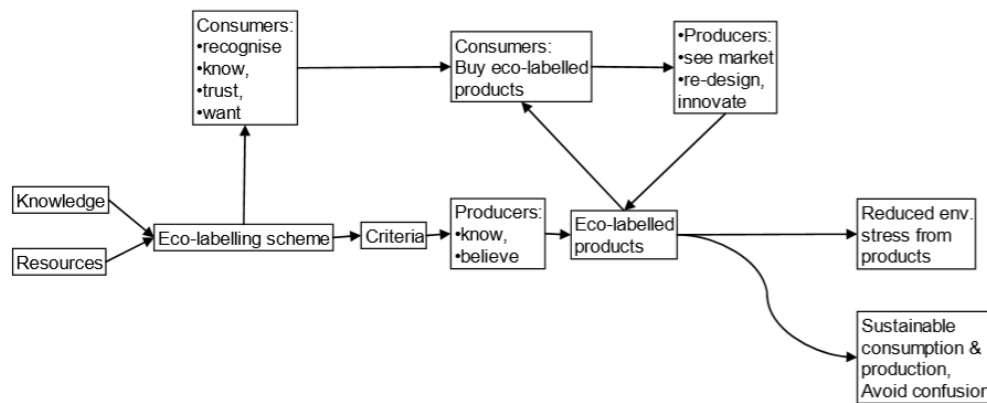 Consumers:
•recognise
•know,
•trust,
•want
Consumers:
Buy eco-labelled
products
•Producers:
•see market
•re-design,
innovate
Knowledge
Resources
Eco-labelling scheme
Criteria
Producers:
•know,
•believe
Eco-labelled
products
Reduced env.
stress from
products
Sustainable
consumption &
production,
Avoid confusion